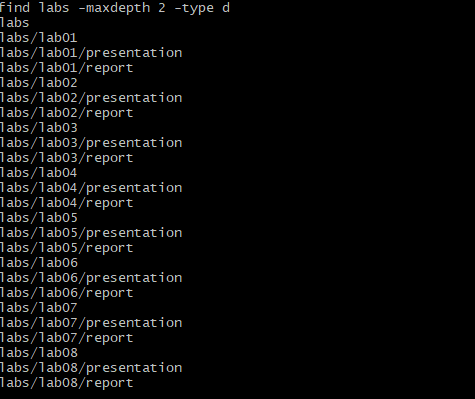 find labs -maxdepth 2 -type d
labs
labs/lab01
labs/lab01/presentation
labs/lab01/report
labs/lab02
labs/lab02/presentation
labs/lab02/report
labs/lab03
labs/lab03/presentation
labs/lab03/report
labs/lab04
labs/lab04/presentation
labs/lab04/report
labs/lab05
labs/lab05/presentation
labs/lab05/report
labs/lab06
labs/lab06/presentation
labs/lab06/report
labs/lab07
labs/lab07/presentation
labs/lab07/report
labs/lab08
labs/lab08/presentation
labs/lab08/report